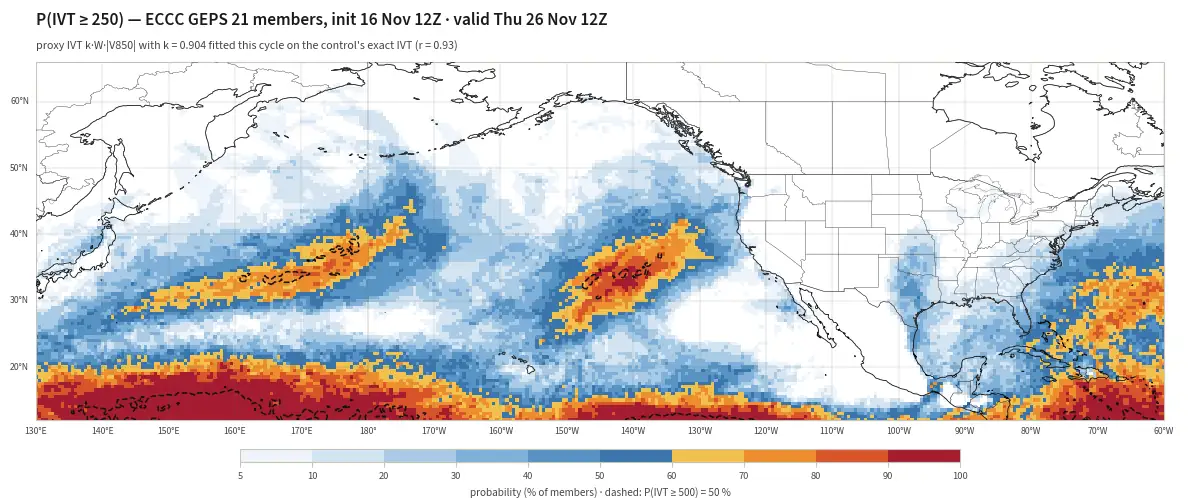 P(IVT ≥ 250) — ECCC GEPS 21 members, init 16 Nov 12Z · valid Thu 26 Nov 12Z
proxy IVT k·W·|V850| with k = 0.904 fitted this cycle on the control's exact IVT (r = 0.93)
60°N
50°N
40°N
30°N
20°N
130°E 140°E 150°E 160°E 170°E 180° 170°W 160°W 150°W 140°W 130°W 120°W 110°W 100°W 90°W 80°W 70°W 60°W
5 10 20 30 40 50 60 70 80 90 100
probability (% of members) · dashed: P(IVT ≥ 500) = 50 %